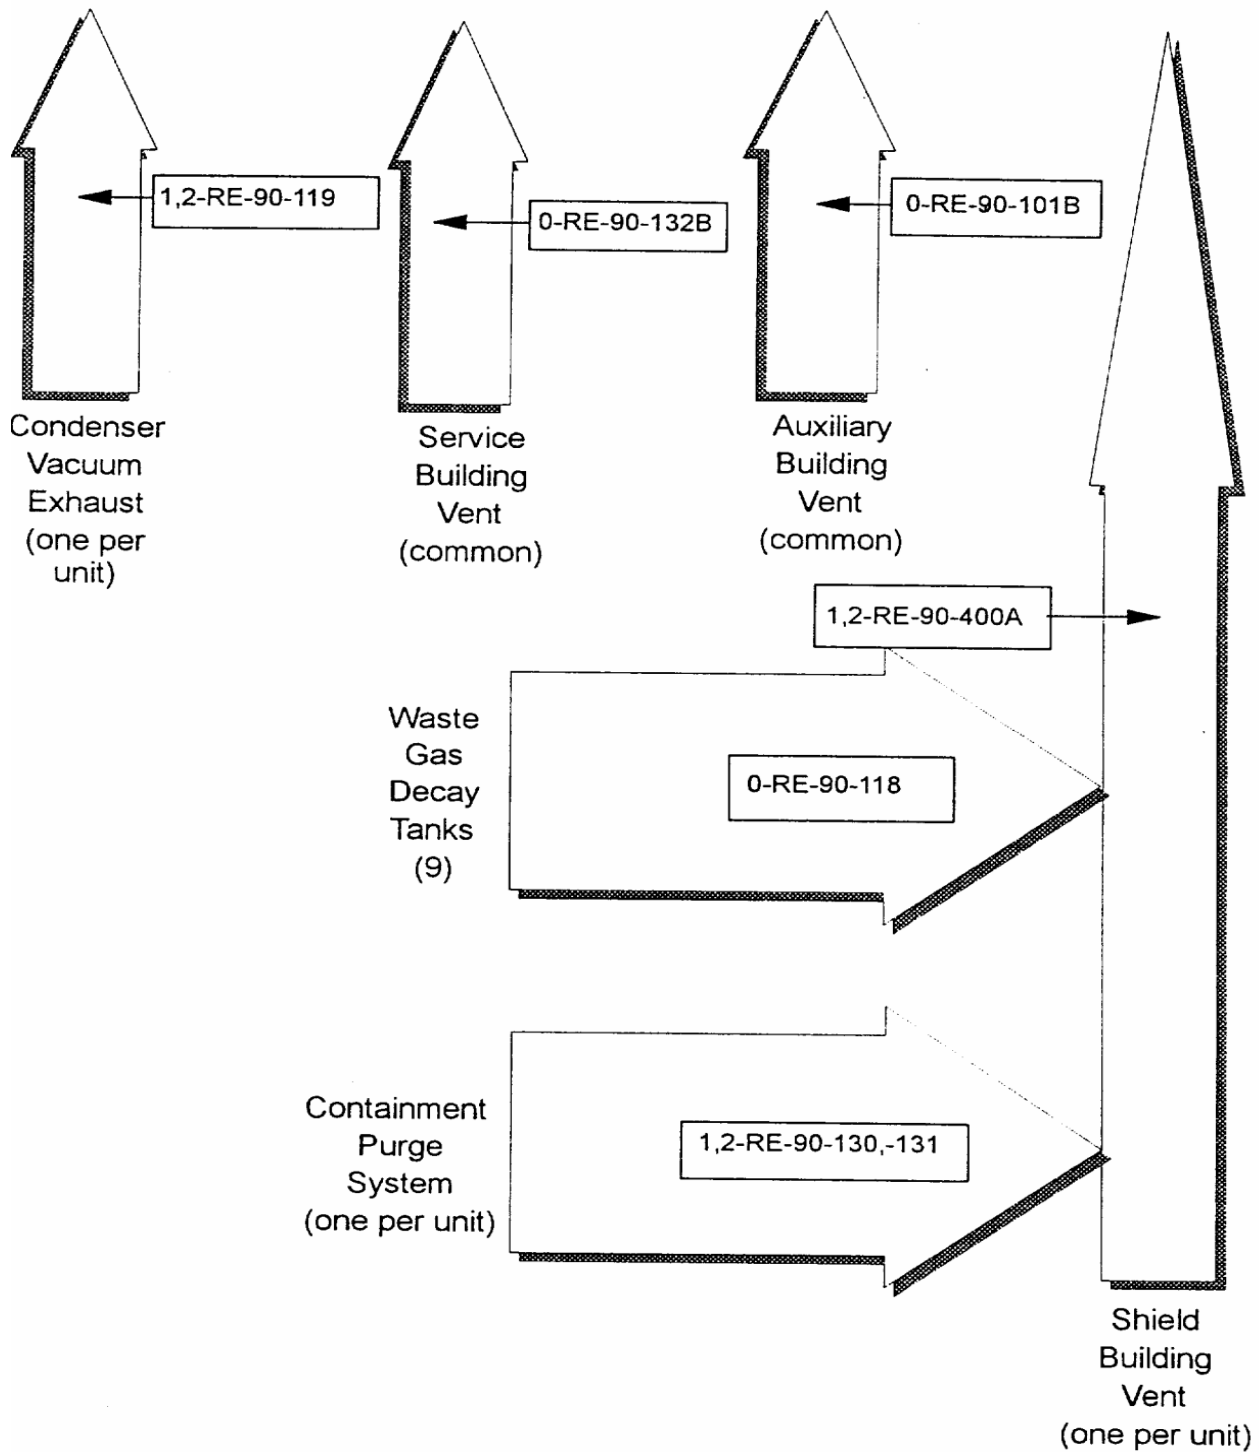 1,2-RE-90-119
0-RE-90-132B
0-RE-90-101B
Condenser
Vacuum
Exhaust
(one per
unit)
Service
Building
Vent
(common)
Auxiliary
Building
Vent
(common)
1,2-RE-90-400A
Waste
Gas
Decay
Tanks
(9)
0-RE-90-118
Containment
Purge
System
(one per unit)
1,2-RE-90-130,-131
Shield
Building
Vent
(one per unit)